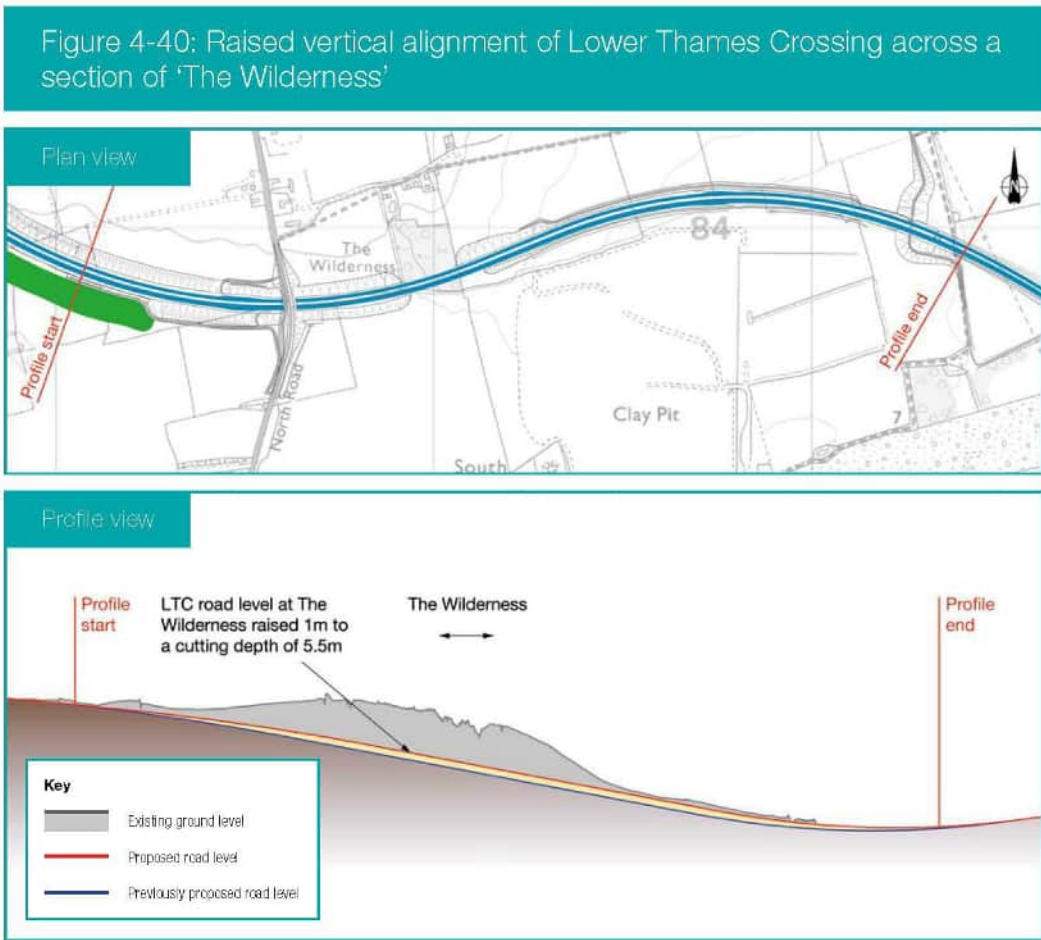 Figure 4-40: Raised vertical alignment of Lower Thames Crossing across a
section of ‘The Wilderness’
Plan view
N
The
Wilderness
84
Profile start
Profile end
North Road
Clay Pit
7
South
Profile view
Profile
start
LTC road level at The
Wilderness raised 1m to
a cutting depth of 5.5m
The Wilderness
Profile
end
Key
Existing ground level
Proposed road level
Previously proposed road level